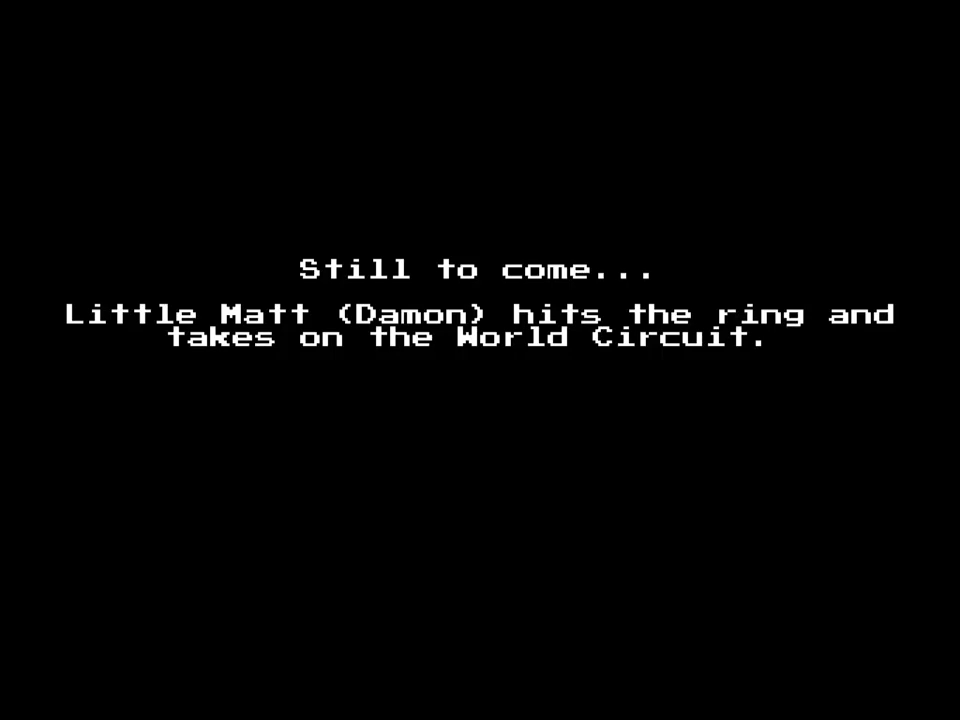 Still to come...
Little Matt (Damon) hits the ring and
takes on the World Circuit.